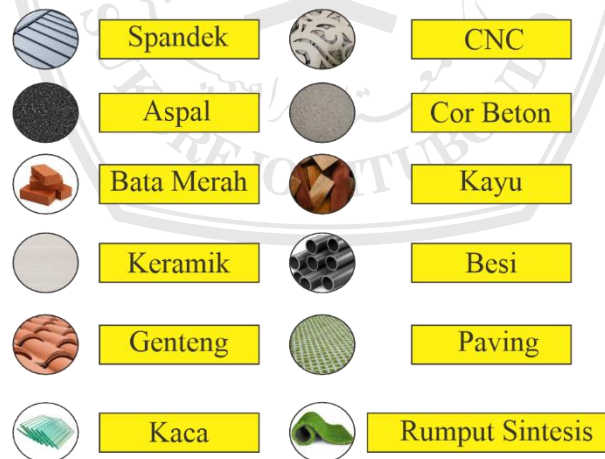 Spandek
CNC
Aspal
Cor Beton
Bata Merah
Kayu
Keramik
Besi
Genteng
Paving
Kaca
Rumput Sintesis